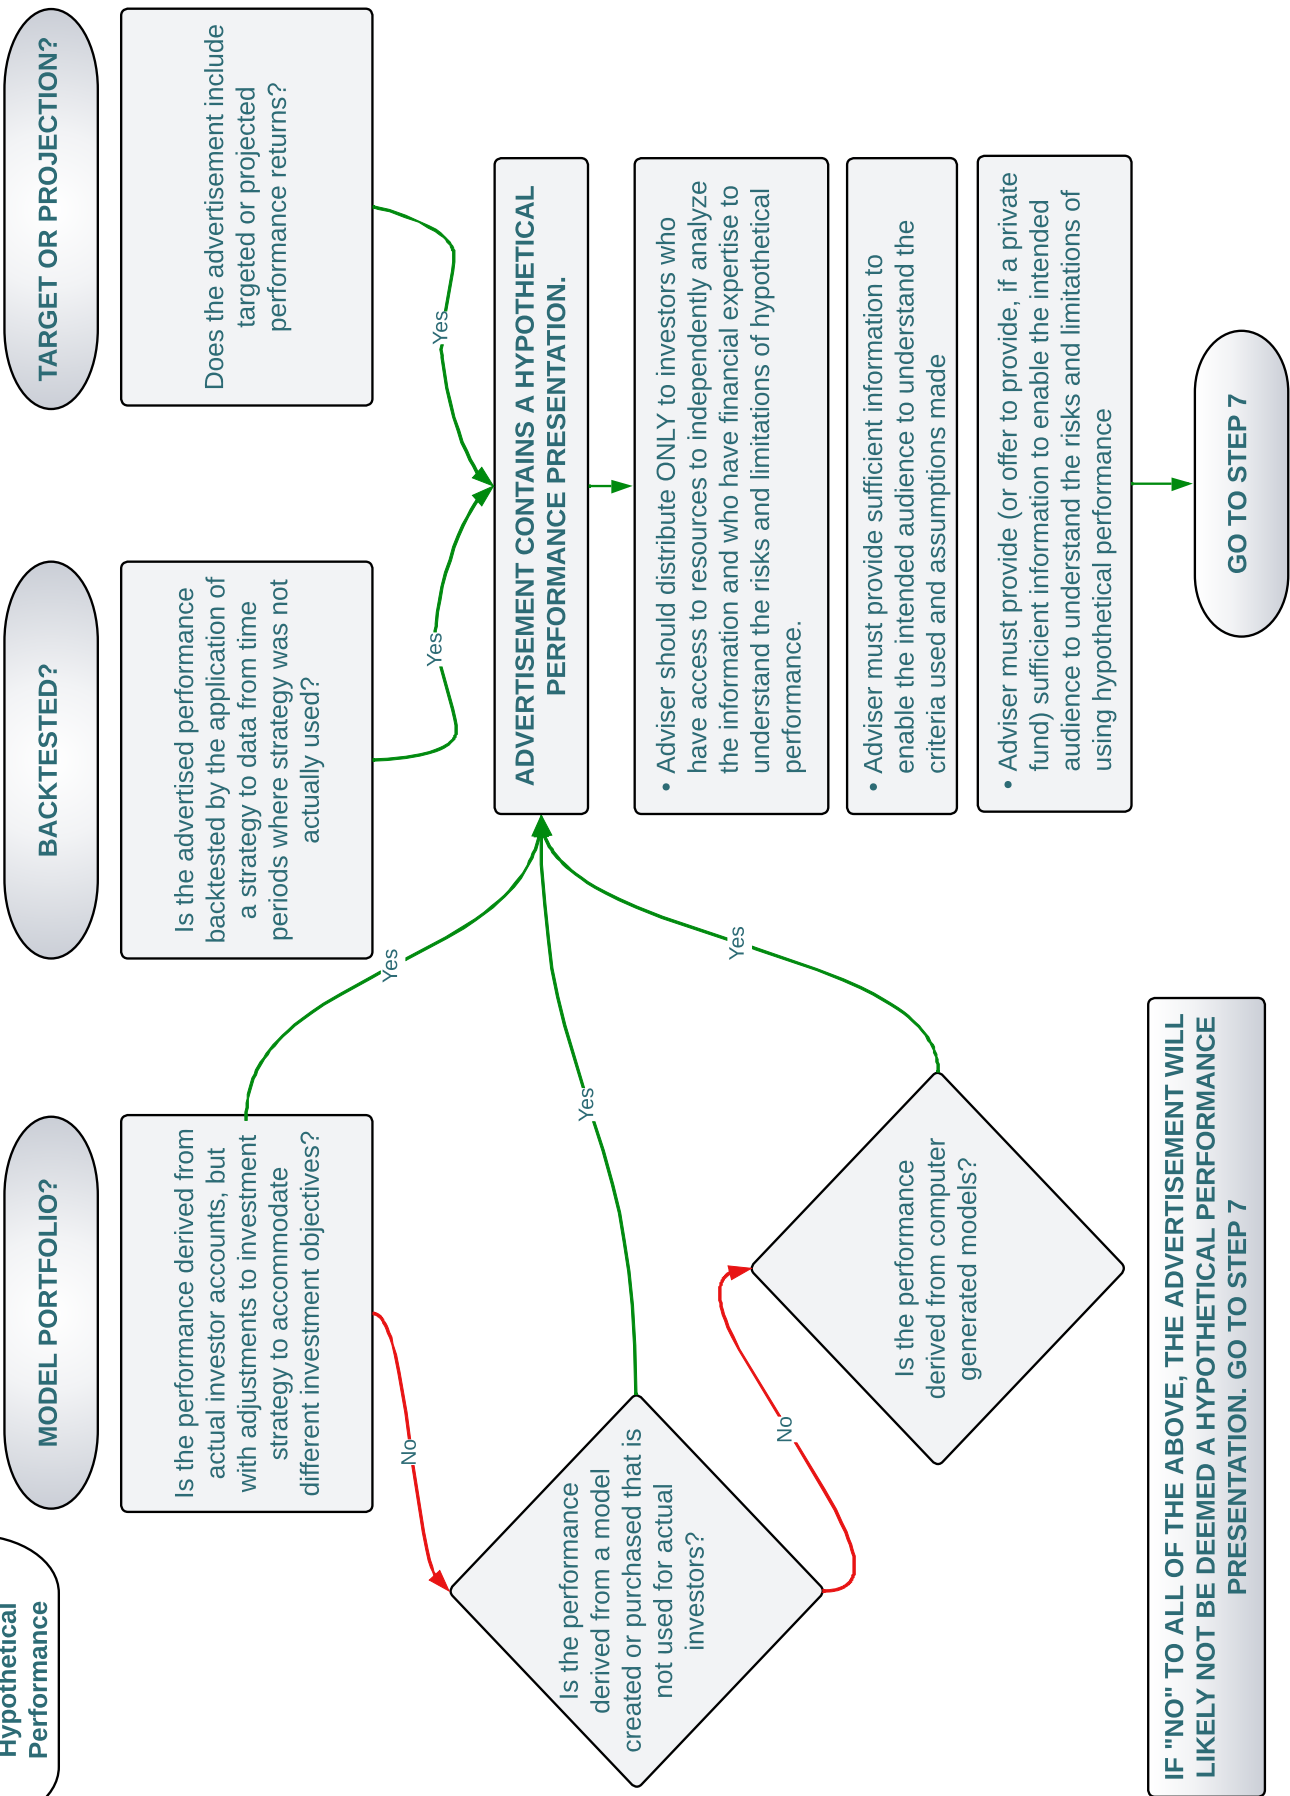 Hypothetical
Performance
MODEL PORTFOLIO?
Is the performance derived from
actual investor accounts, but
with adjustments to investment
strategy to accommodate
different investment objectives?
No
Yes
Is the performance
derived from a model
created or purchased that is
not used for actual
investors?
No
Yes
Is the performance
derived from computer
generated models?
Yes
IF "NO" TO ALL OF THE ABOVE, THE ADVERTISEMENT WILL
LIKELY NOT BE DEEMED A HYPOTHETICAL PERFORMANCE
PRESENTATION. GO TO STEP 7
BACKTESTED?
Is the advertised performance
backtested by the application of
a strategy to data from time
periods where strategy was not
actually used?
Yes
TARGET OR PROJECTION?
Does the advertisement include
targeted or projected
performance returns?
Yes
ADVERTISEMENT CONTAINS A HYPOTHETICAL
PERFORMANCE PRESENTATION.
• Adviser should distribute ONLY to investors who
have access to resources to independently analyze
the information and who have financial expertise to
understand the risks and limitations of hypothetical
performance.
• Adviser must provide sufficient information to
enable the intended audience to understand the
criteria used and assumptions made
• Adviser must provide (or offer to provide, if a private
fund) sufficient information to enable the intended
audience to understand the risks and limitations of
using hypothetical performance
GO TO STEP 7